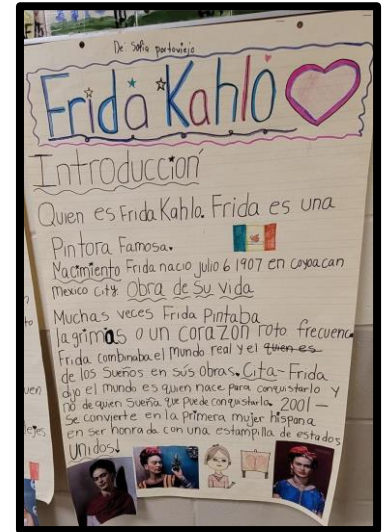 De Sofia portoviejo
Frida Kahlo
Introducción
Quien es Frida Kahlo. Frida es una
Pintora Famosa.
Nacimiento Frida nacio julio 6 1907 en coyoacan
mexico city. Obra de Su vida
Muchas veces Frida Pintaba
lagrimas o un corazon roto frecuenc
Frida combinaba el mundo real y el quien es
de los Sueños en sus obras. Cita-Frida
dijo el mundo es quien nace para conquistarlo y
no de quien sueña que puede conquistarlo. 2001 —
se convierte en la Primera mujer hispana
en ser honrada con una estampilla de estados
unidos!